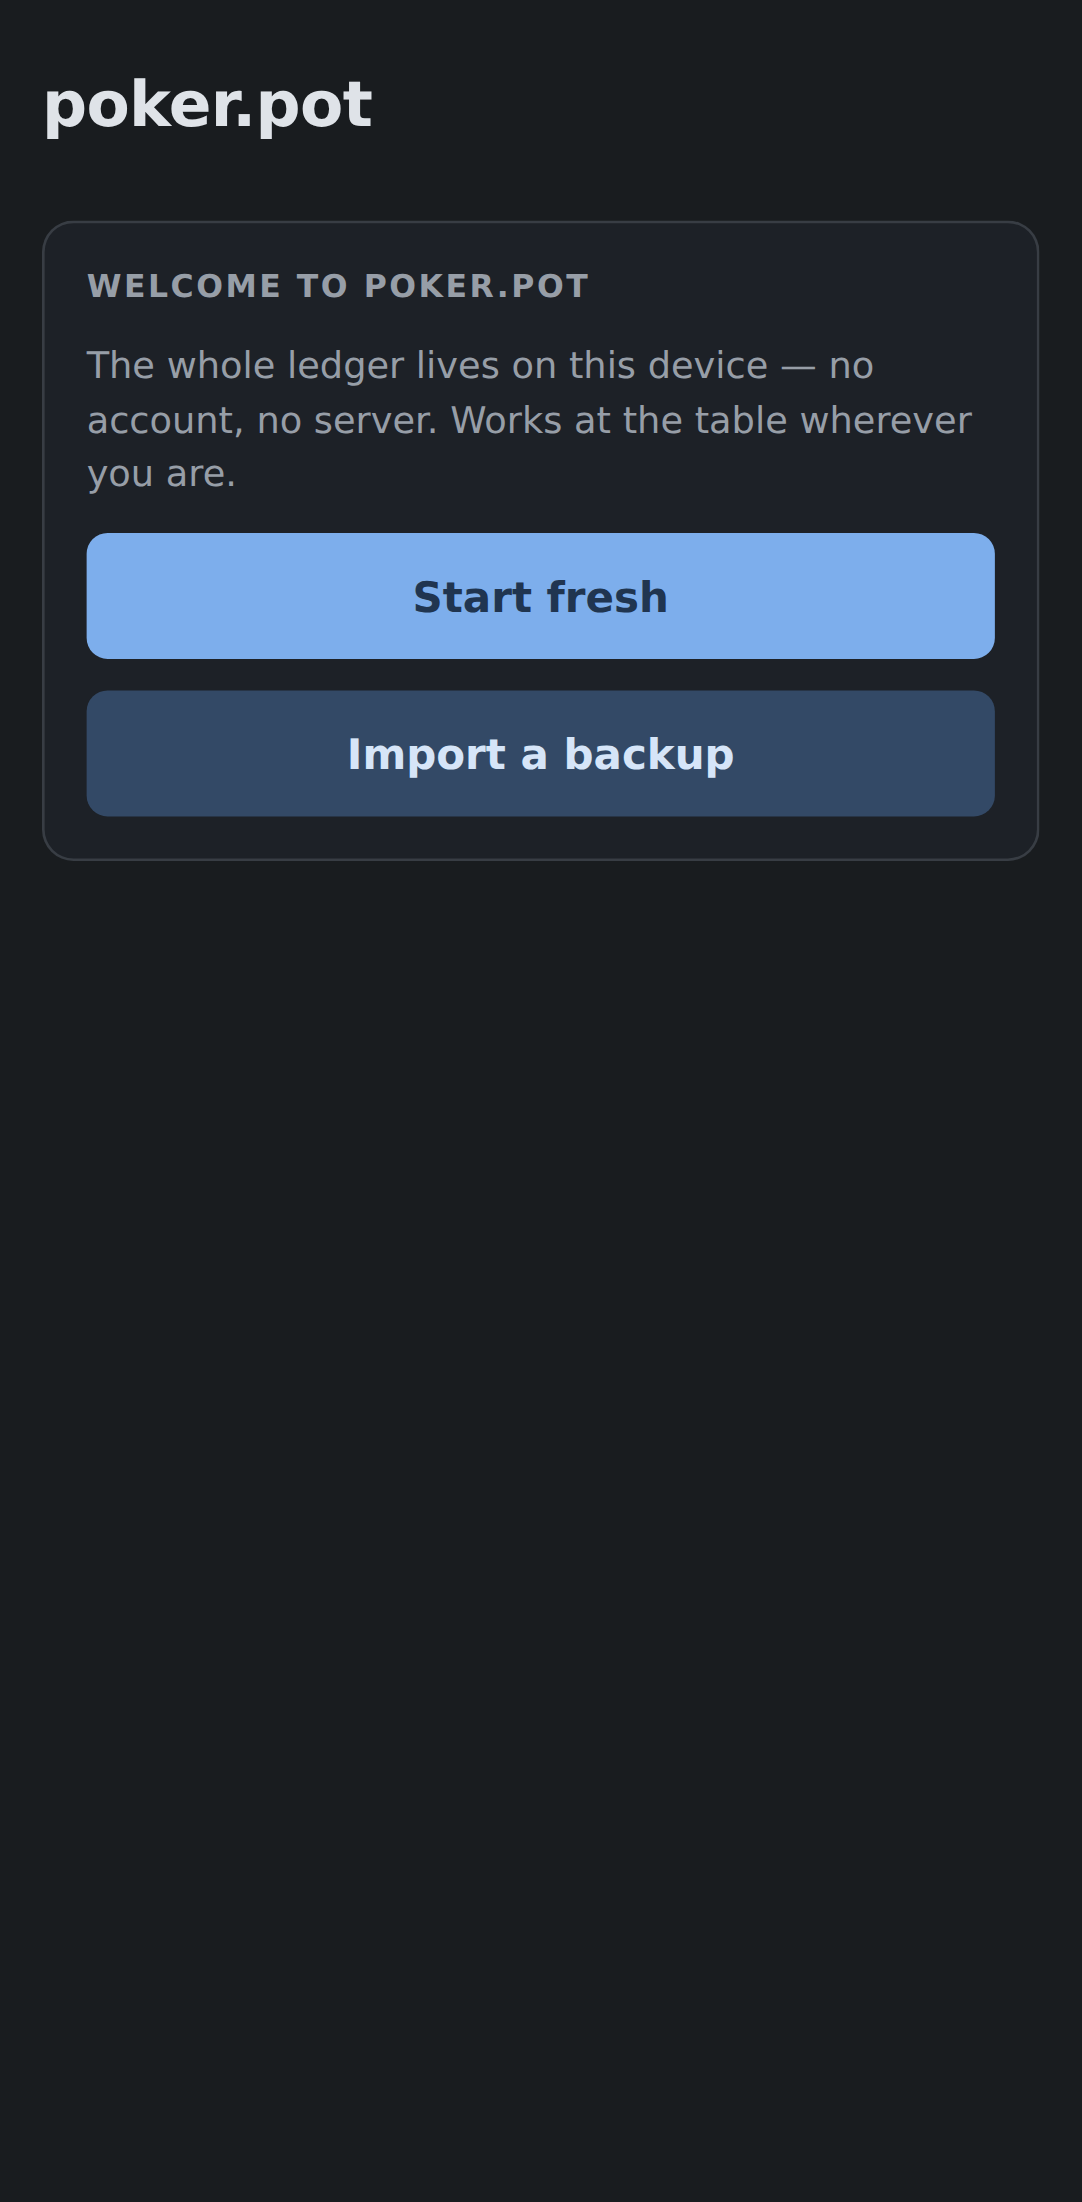 poker.pot
WELCOME TO POKER.POT
The whole ledger lives on this device — no
account, no server. Works at the table wherever
you are.
Start fresh
Import a backup